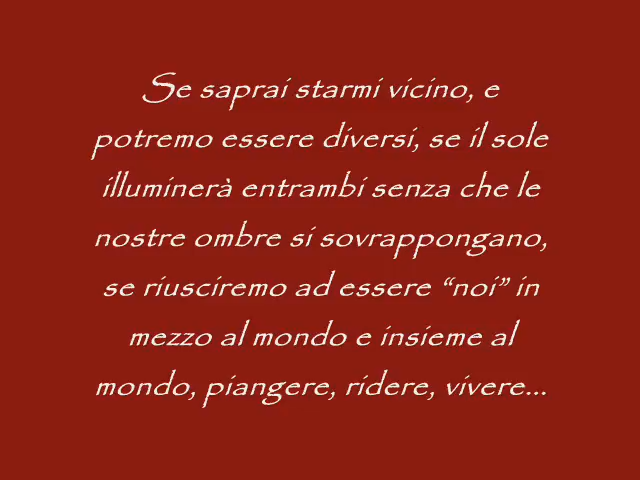 Se saprai starmi vicino, e
potremo essere diversi, se il sole
illuminerà entrambi senza che le
nostre ombre si sovrappongano,
se riusciremo ad essere “noi” in
mezzo al mondo e insieme al
mondo, piangere, ridere, vivere...